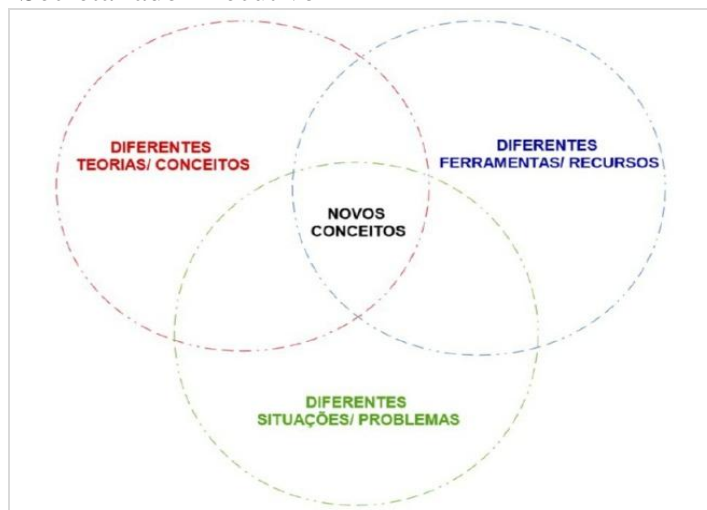 DIFERENTES
TEORIAS/ CONCEITOS
DIFERENTES
FERRAMENTAS/ RECURSOS
NOVOS
CONCEITOS
DIFERENTES
SITUAÇÕES/ PROBLEMAS